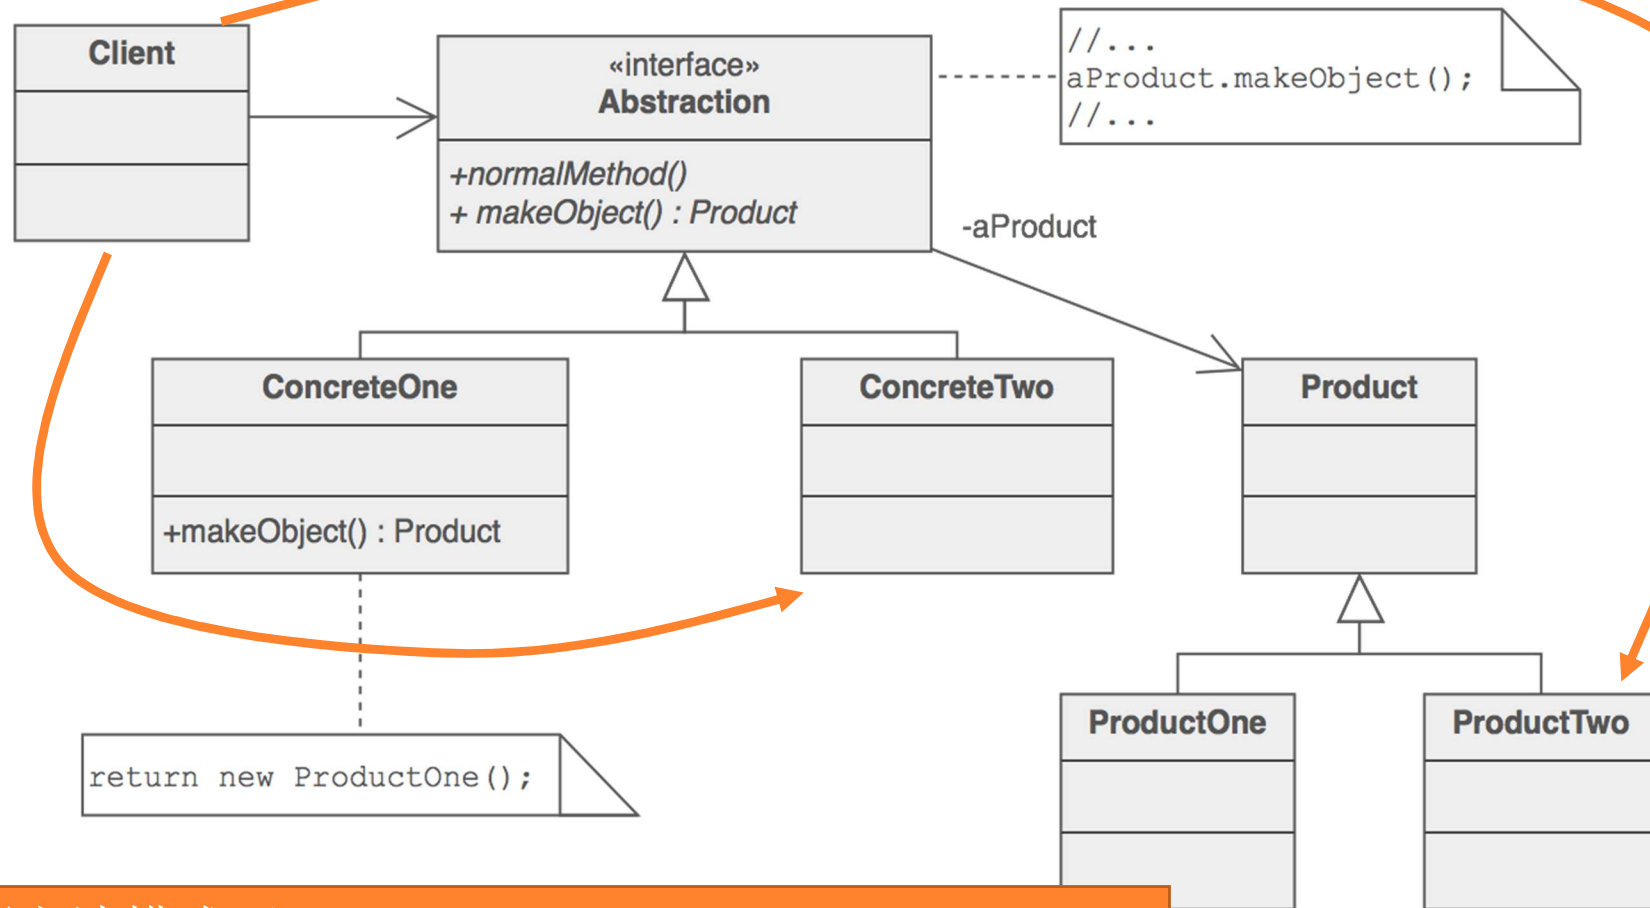 Client
«interface»
Abstraction
+normalMethod()
+ makeObject() : Product
//...
aProduct.makeObject();
//...
-aProduct
ConcreteOne
+makeObject() : Product
ConcreteTwo
Product
return new ProductOne();
ProductOne
ProductTwo